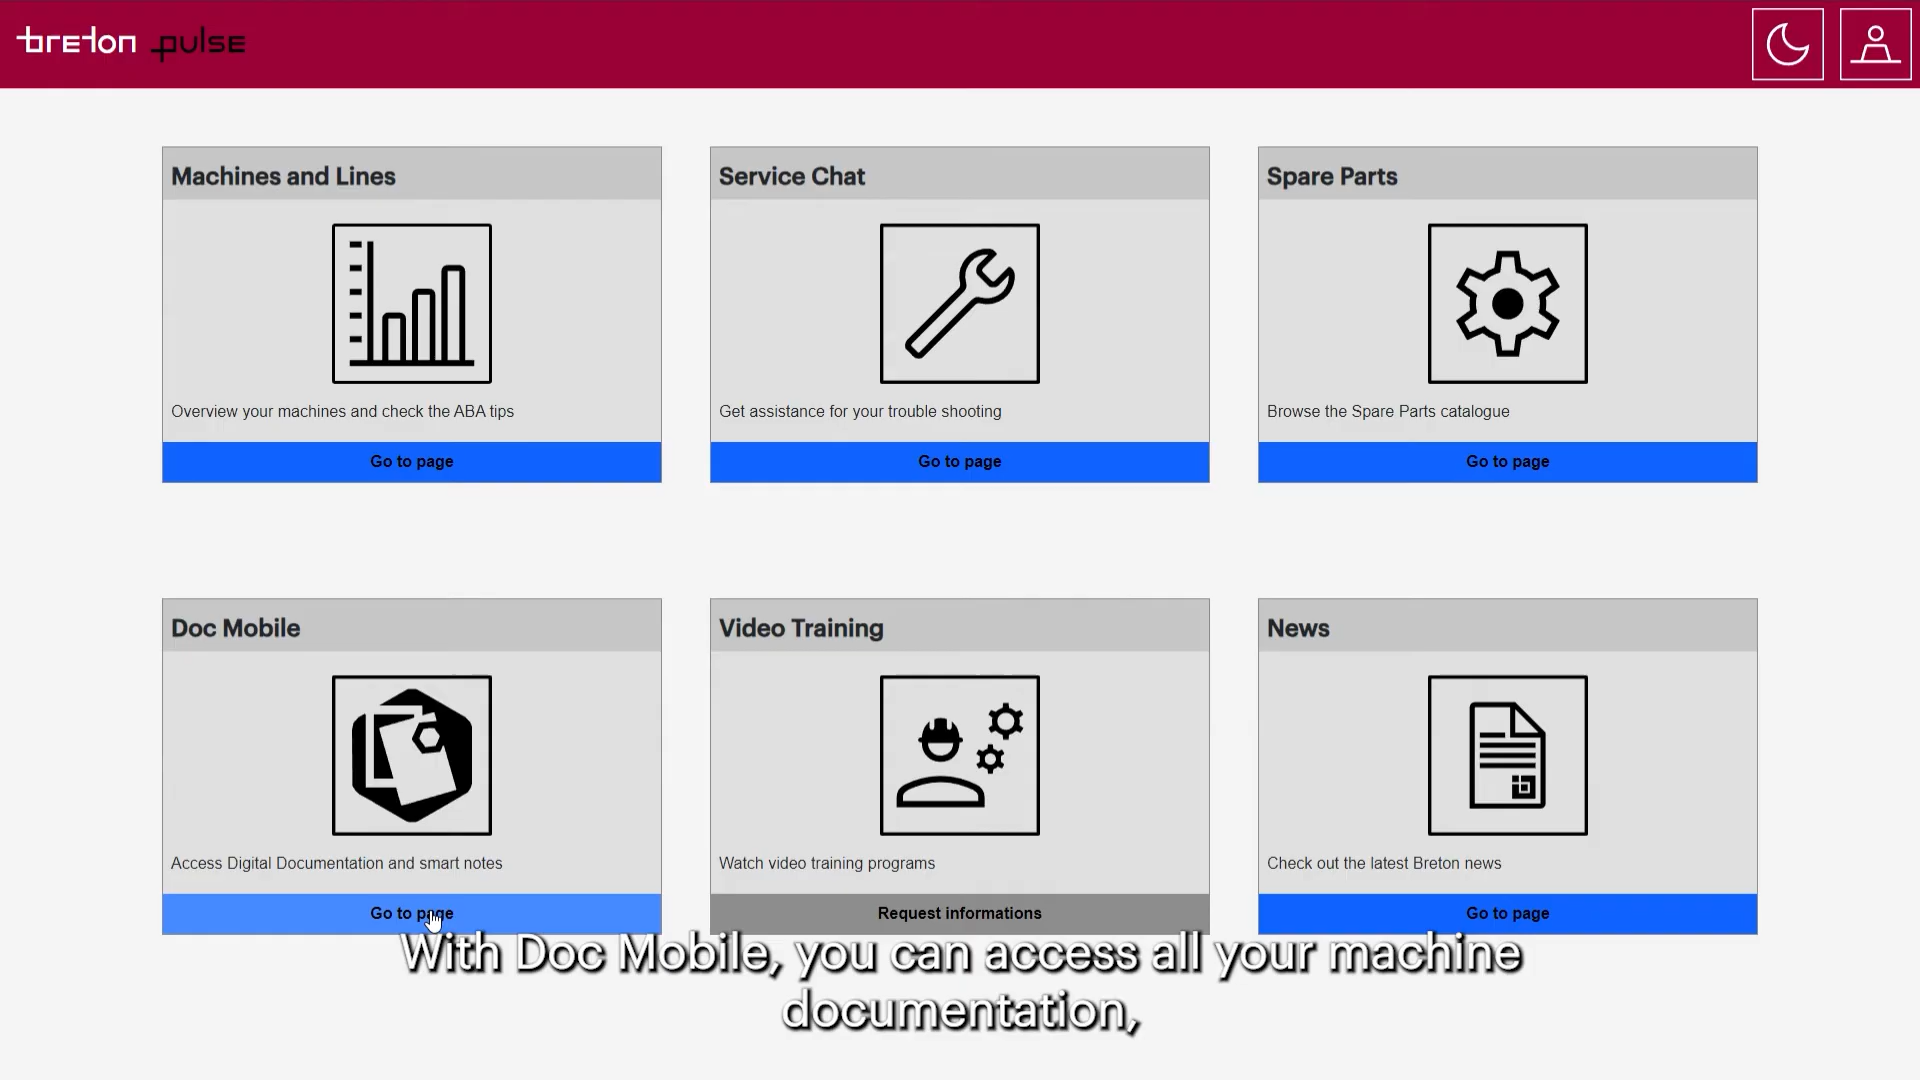 breton pulse
Machines and Lines
Service Chat
Spare Parts
Overview your machines and check the ABA tips
Get assistance for your trouble shooting
Browse the Spare Parts catalogue
Go to page
Go to page
Go to page
Doc Mobile
Video Training
News
Access Digital Documentation and smart notes
Watch video training programs
Check out the latest Breton news
Go to page
Request informations
Go to page
With Doc Mobile, you can access all your machine
documentation,